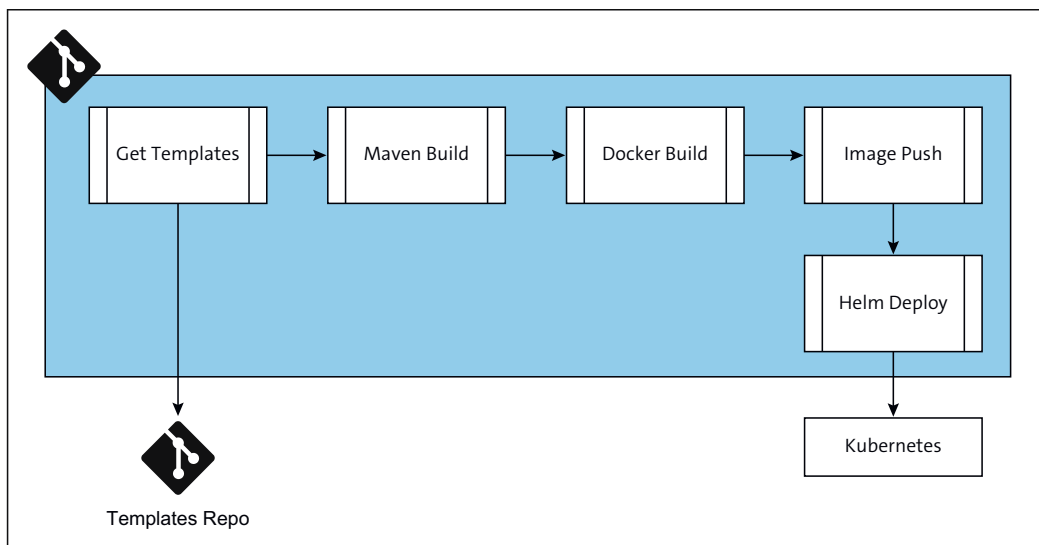 Get Templates
Maven Build
Docker Build
Image Push
Helm Deploy
Kubernetes
Templates Repo